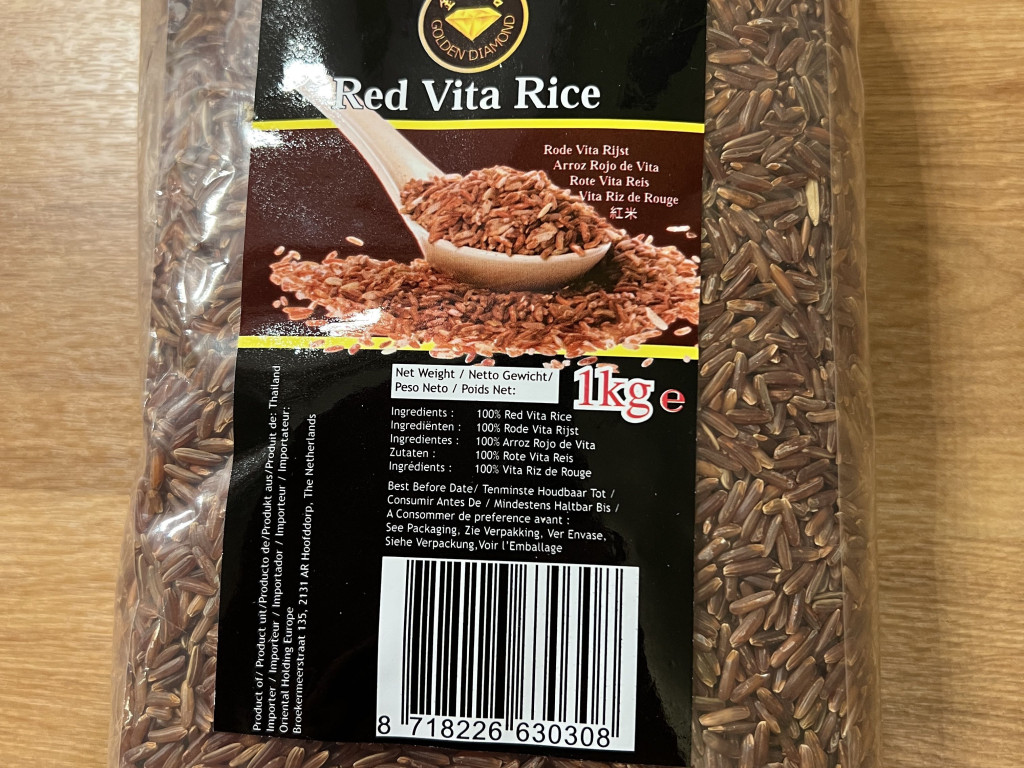 GOLDEN DIAMOND
Red Vita Rice
Rode Vita Rijst
Arroz Rojo de Vita
Rote Vita Reis
Vita Riz de Rouge
紅米
Net Weight / Netto Gewicht/
Peso Neto / Poids Net:
1kg e
Ingredients : 100% Red Vita Rice
Ingrediënten : 100% Rode Vita Rijst
Ingredientes : 100% Arroz Rojo de Vita
Zutaten : 100% Rote Vita Reis
Ingrédients : 100% Vita Riz de Rouge
Best Before Date/ Tenminste Houdbaar Tot /
Consumir Antes De / Mindestens Haltbar Bis /
A Consommer de preference avant :
See Packaging, Zie Verpakking, Ver Envase,
Siehe Verpackung,Voir l'Emballage
8 718226 630308
Product of/ Product uit/Producto de/Produkt aus/Produit de: Thailand
Importer / Importeur / Importador / Importeur / Importateur:
Oriental Holding Europe
Broekermeerstraat 135, 2131 AR Hoofddorp, The Netherlands